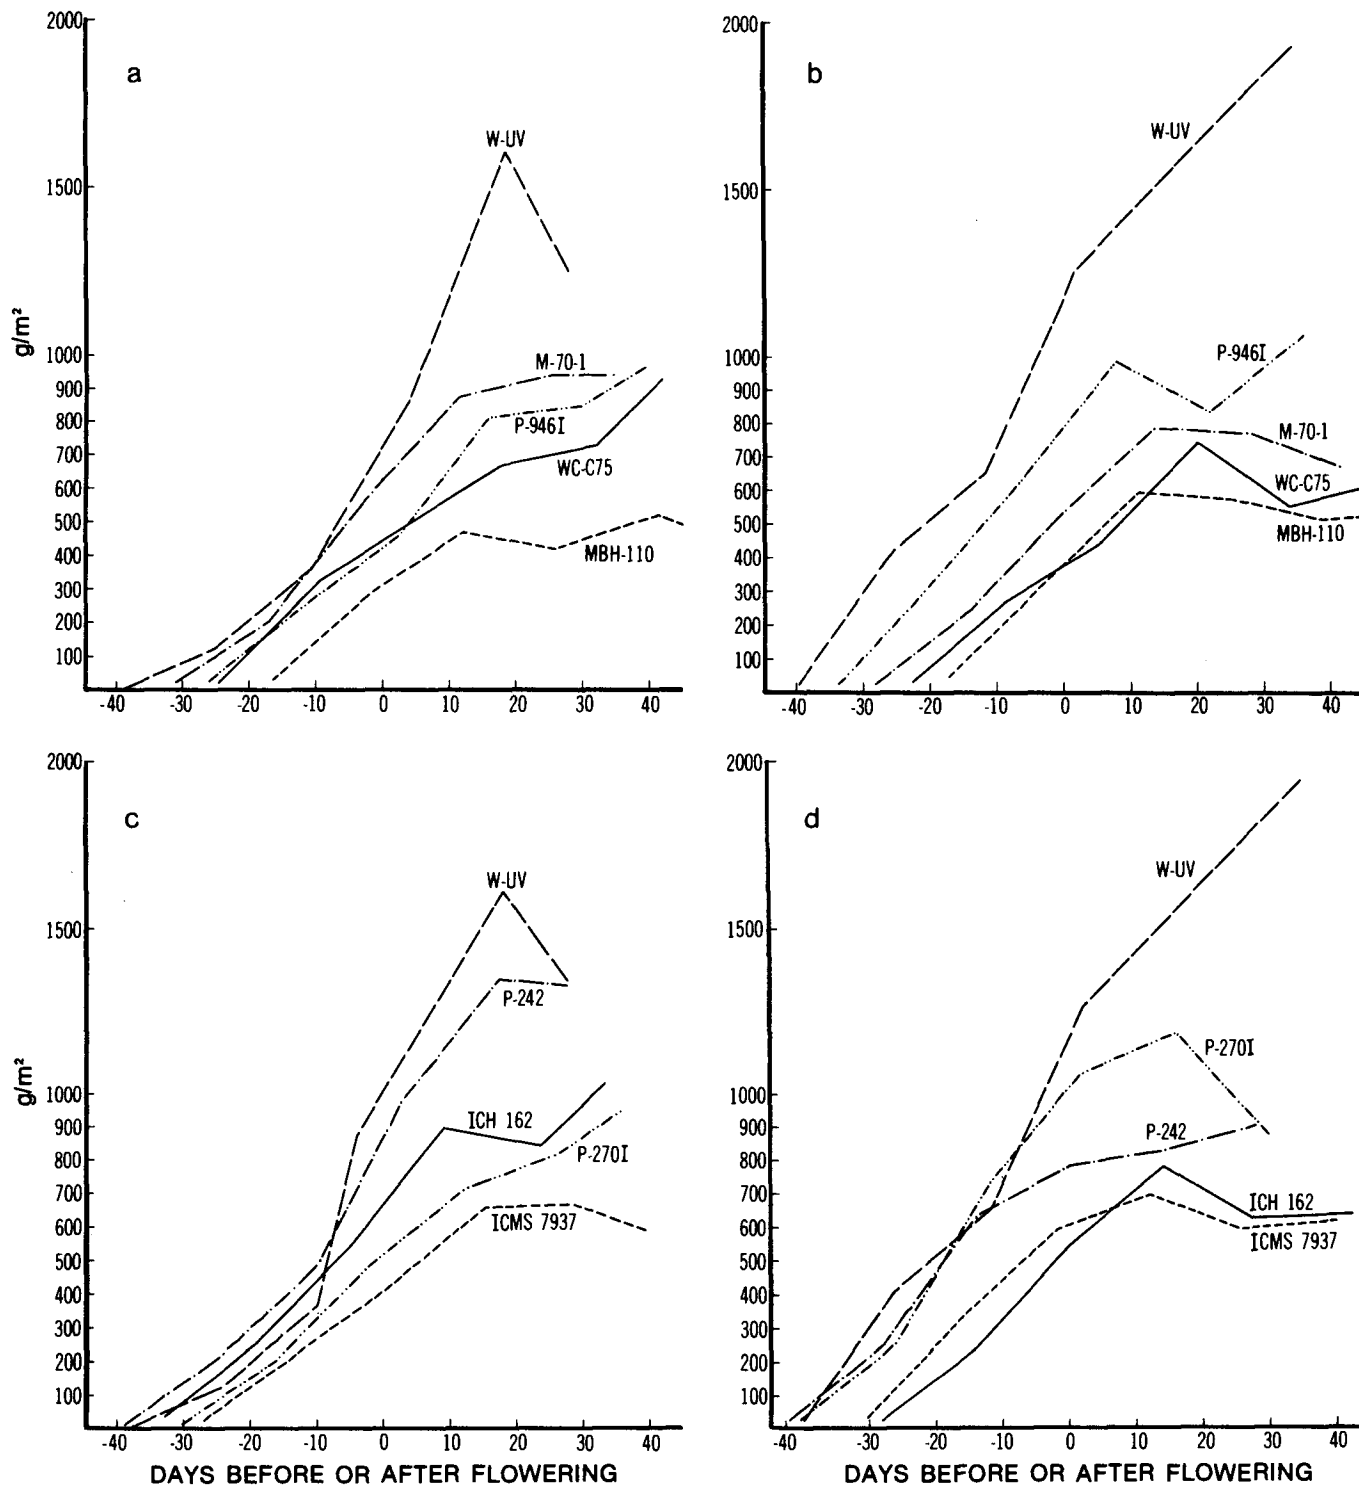 a
2000
1500
1000
900
800
700
600
500
400
300
200
100
g/m²
W-UV
M-70-1
P-946I
WC-C75
MBH-110
-40 -30 -20 -10 0 10 20 30 40
b
2000
1500
1000
900
800
700
600
500
400
300
200
100
W-UV
P-946I
M-70-1
WC-C75
MBH-110
-40 -30 -20 -10 0 10 20 30 40
c
2000
1500
1000
900
800
700
600
500
400
300
200
100
g/m²
W-UV
P-242
ICH 162
P-270I
ICMS 7937
-40 -30 -20 -10 0 10 20 30 40
DAYS BEFORE OR AFTER FLOWERING
d
2000
1500
1000
900
800
700
600
500
400
300
200
100
W-UV
P-270I
P-242
ICH 162
ICMS 7937
-40 -30 -20 -10 0 10 20 30 40
DAYS BEFORE OR AFTER FLOWERING